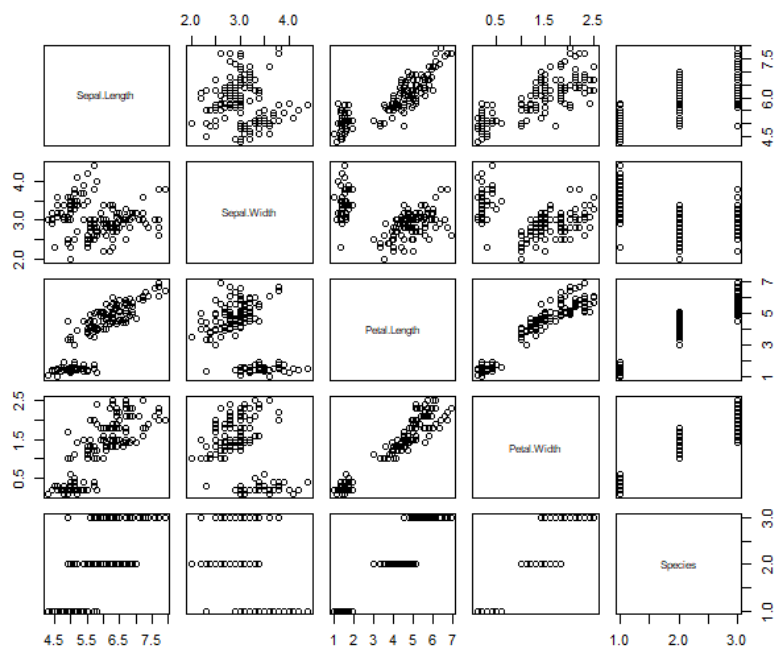 2.0 3.0 4.0 0.5 1.5 2.5
Sepal.Length
4.5 6.0 7.5
2.0 3.0 4.0
Sepal.Width
Petal.Length
1 3 5 7
0.5 1.5 2.5
Petal.Width
Species
1.0 2.0 3.0
4.5 5.5 6.5 7.5 1 2 3 4 5 6 7 1.0 2.0 3.0